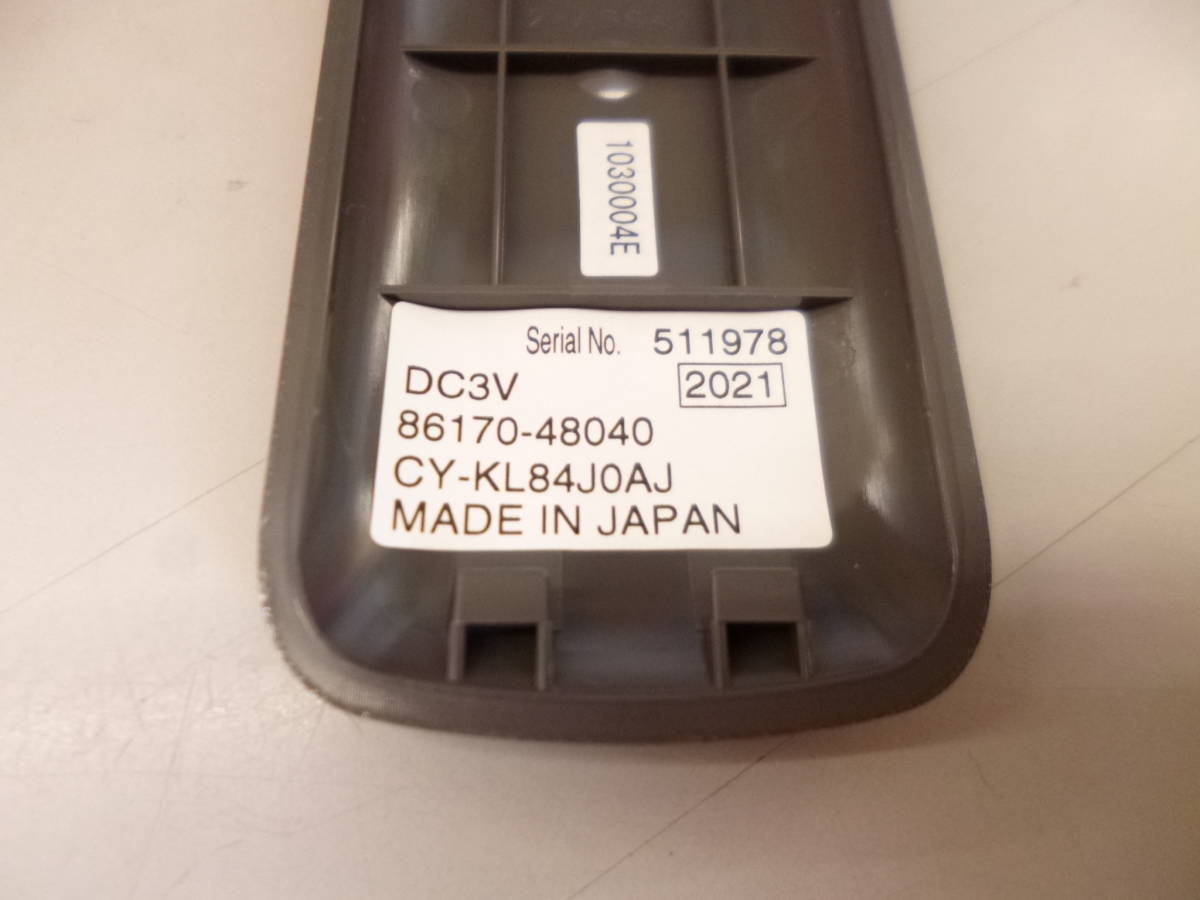 1030004E
Serial No. 511978
DC3V 2021
86170-48040
CY-KL84J0AJ
MADE IN JAPAN